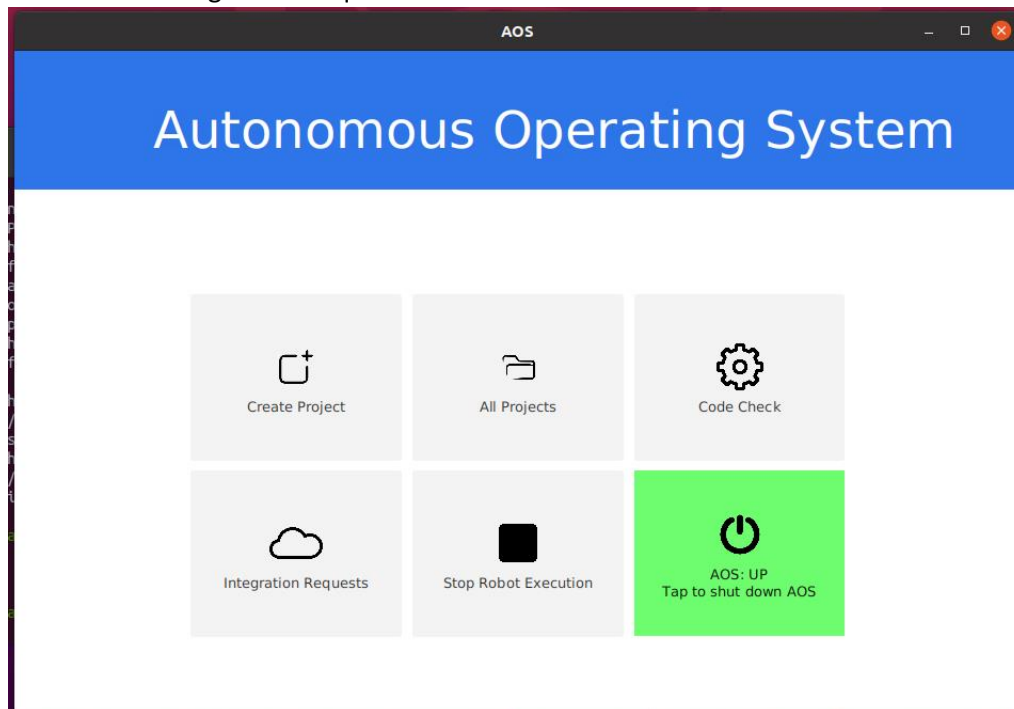 AOS
Autonomous Operating System
Create Project
All Projects
Code Check
Integration Requests
Stop Robot Execution
AOS: UP
Tap to shut down AOS